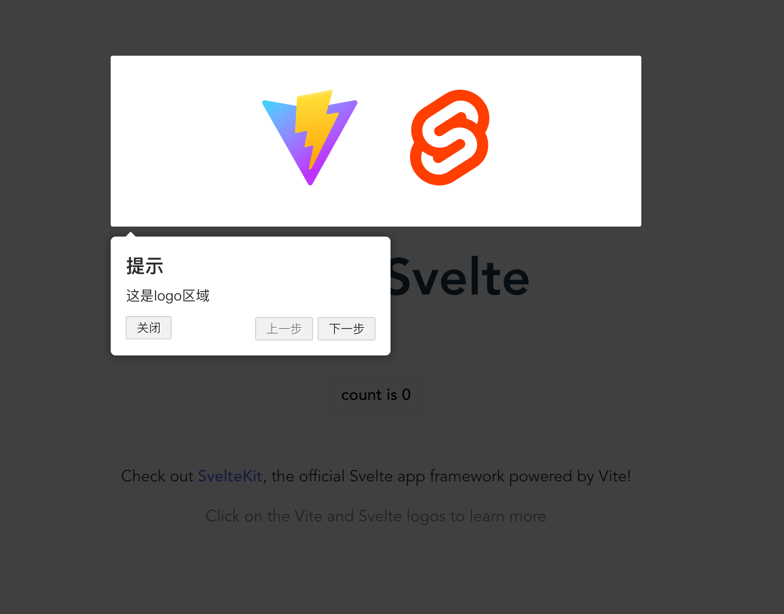 提示
这是logo区域
关闭
上一步
下一步
Svelte
count is 0
Check out SvelteKit, the official Svelte app framework powered by Vite!
Click on the Vite and Svelte logos to learn more